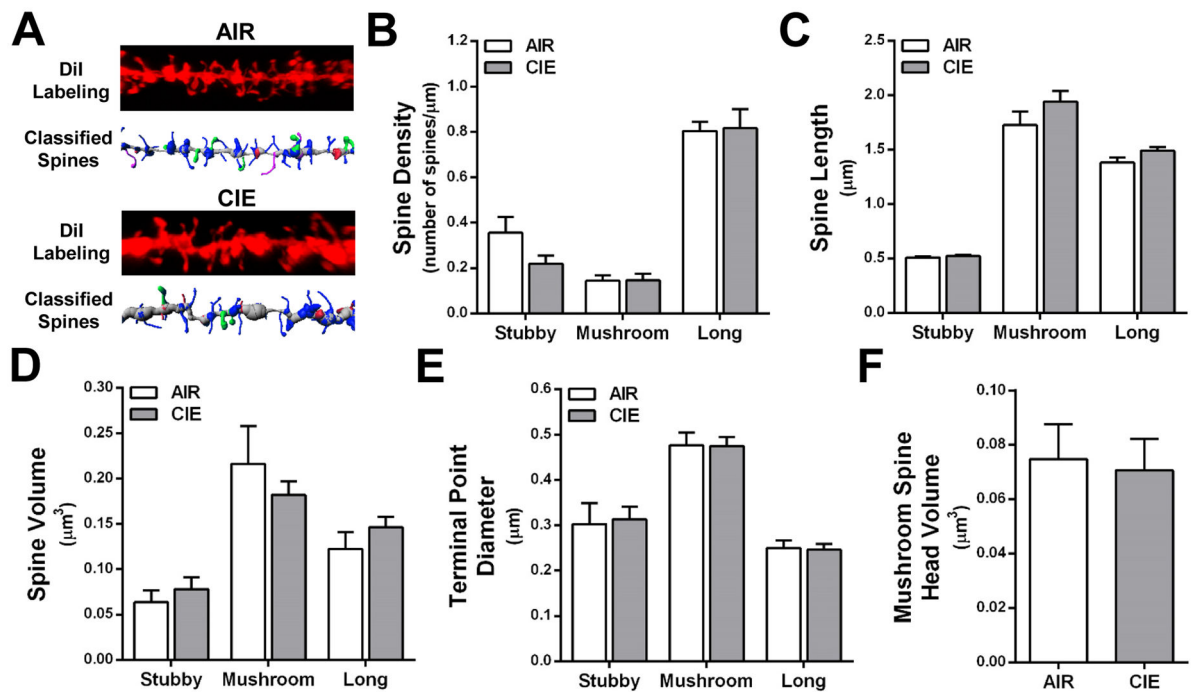 A
AIR
DiI
Labeling
Classified
Spines
CIE
DiI
Labeling
Classified
Spines
B
Spine Density
(number of spines/μm)
1.2
1.0
0.8
0.6
0.4
0.2
0.0
AIR
CIE
Stubby Mushroom Long
C
Spine Length
(μm)
2.5
2.0
1.5
1.0
0.5
0.0
AIR
CIE
Stubby Mushroom Long
D
Spine Volume
(μm³)
0.30
0.25
0.20
0.15
0.10
0.05
0.00
AIR
CIE
Stubby Mushroom Long
E
Terminal Point
Diameter
(μm)
0.6
0.5
0.4
0.3
0.2
0.1
0.0
AIR
CIE
Stubby Mushroom Long
F
Mushroom Spine
Head Volume
(μm³)
0.10
0.08
0.06
0.04
0.02
0.00
AIR CIE